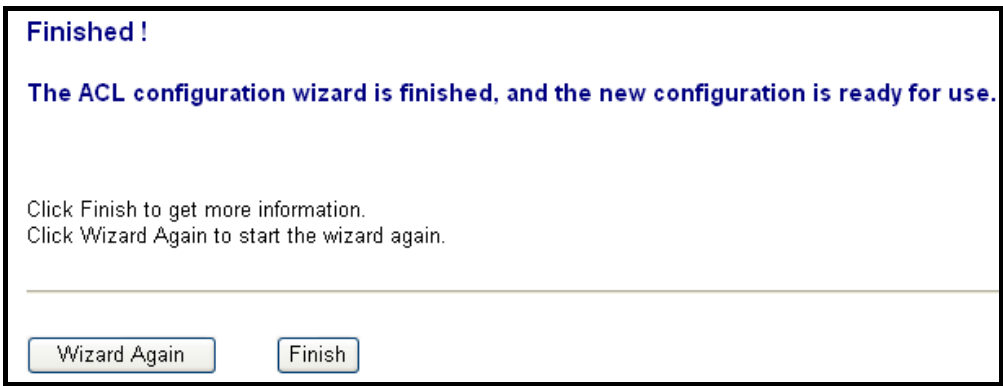 Finished !
The ACL configuration wizard is finished, and the new configuration is ready for use.
Click Finish to get more information.
Click Wizard Again to start the wizard again.
Wizard Again Finish